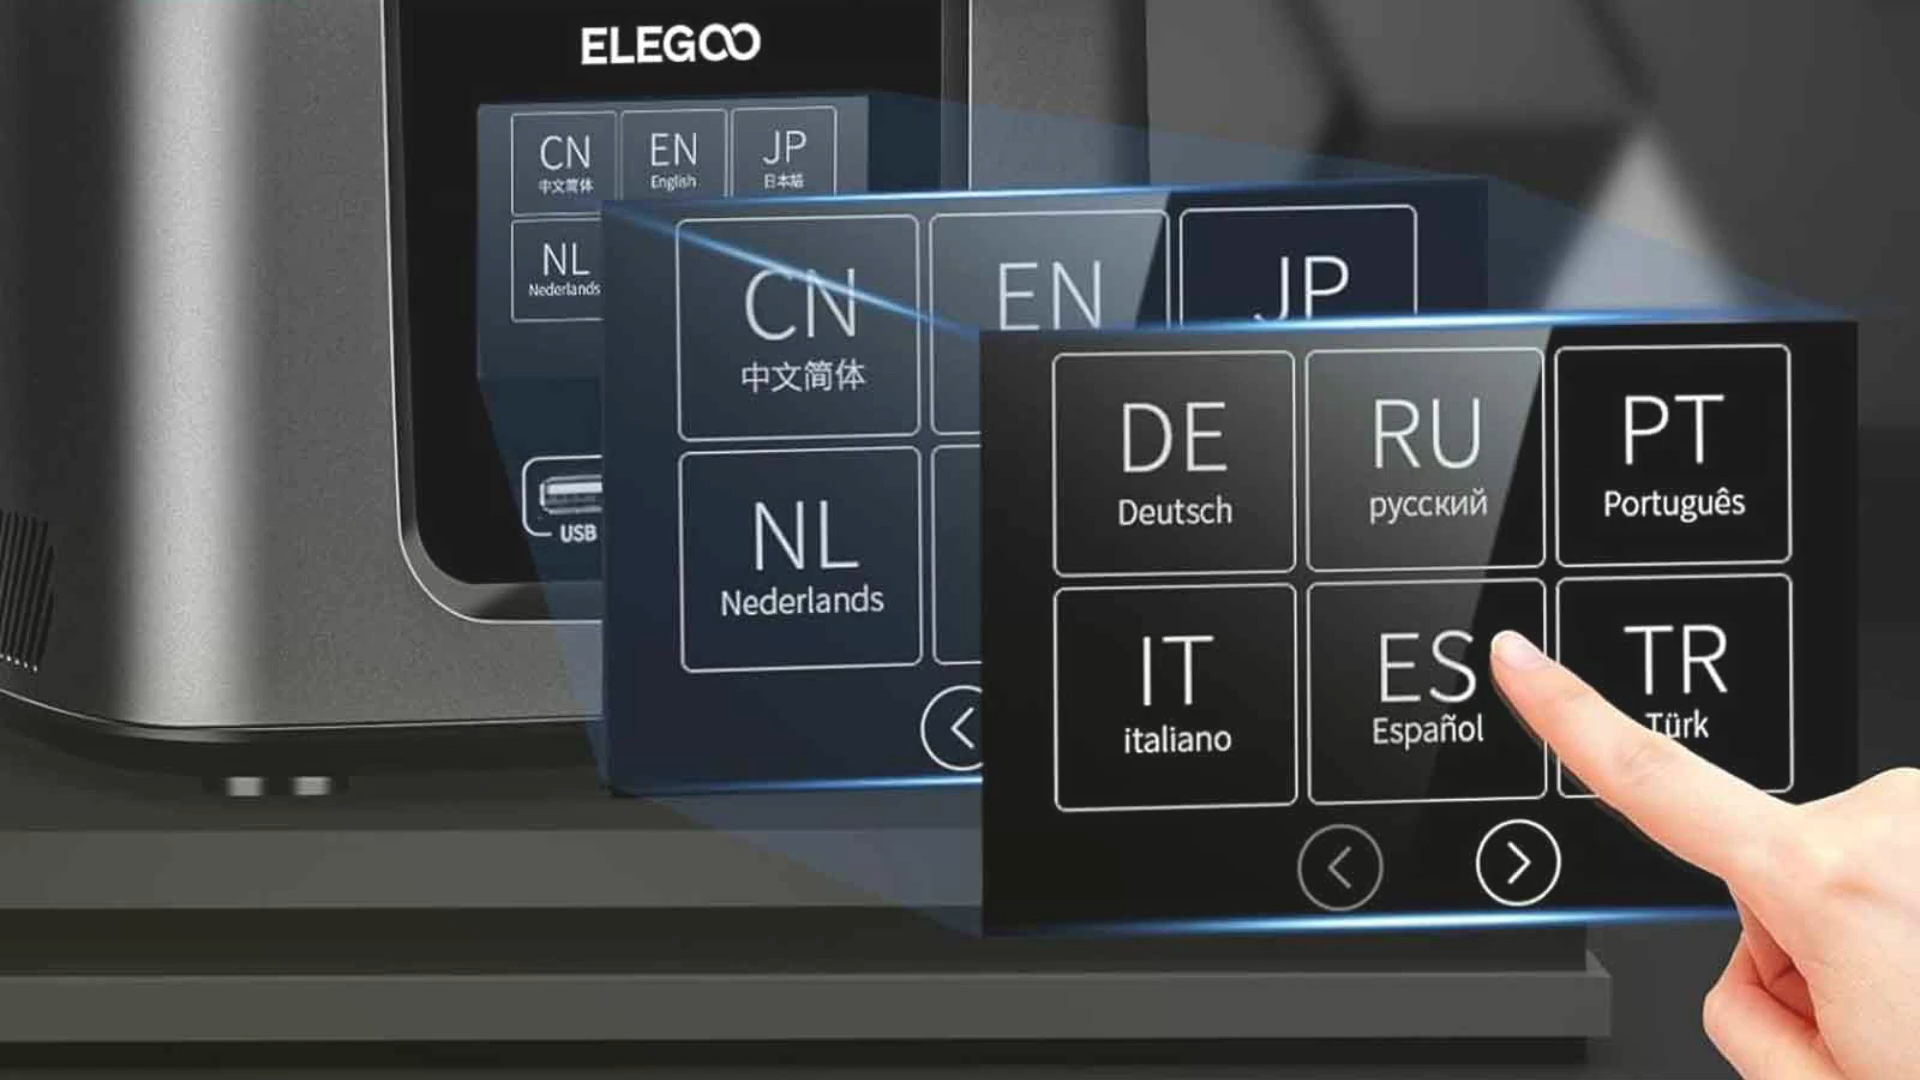 ELEGOO
CN
中文简体
EN
English
JP
日本語
NL
Nederlands
USB
CN
中文简体
EN
JP
NL
Nederlands
DE
Deutsch
RU
русский
PT
Português
IT
italiano
ES
Español
TR
Türk